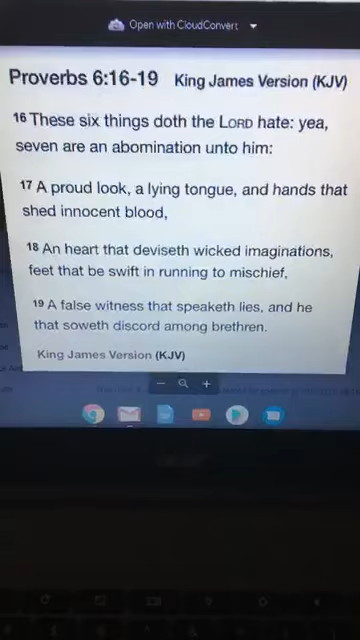 Open with CloudConvert
Proverbs 6:16-19 King James Version (KJV)
16 These six things doth the LORD hate: yea,
seven are an abomination unto him:
17 A proud look, a lying tongue, and hands that
shed innocent blood,
18 An heart that deviseth wicked imaginations,
feet that be swift in running to mischief,
19 A false witness that speaketh lies, and he
that soweth discord among brethren.
King James Version (KJV)